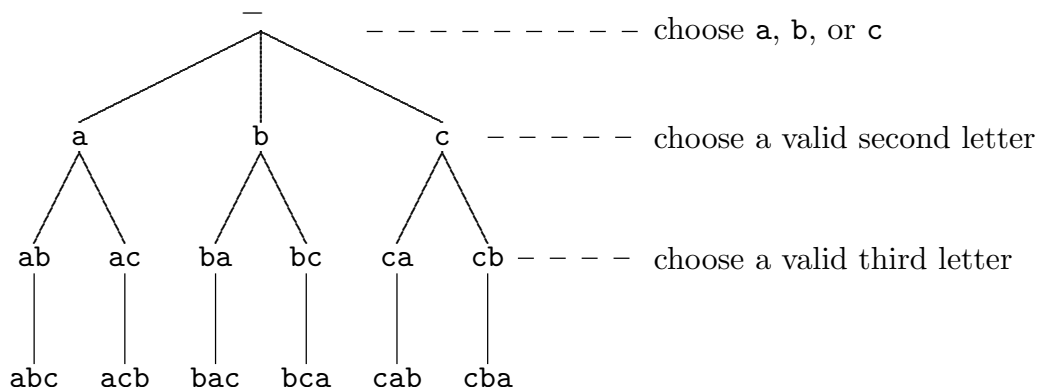 – choose a, b, or c
a b c choose a valid second letter
ab ac ba bc ca cb choose a valid third letter
abc acb bac bca cab cba